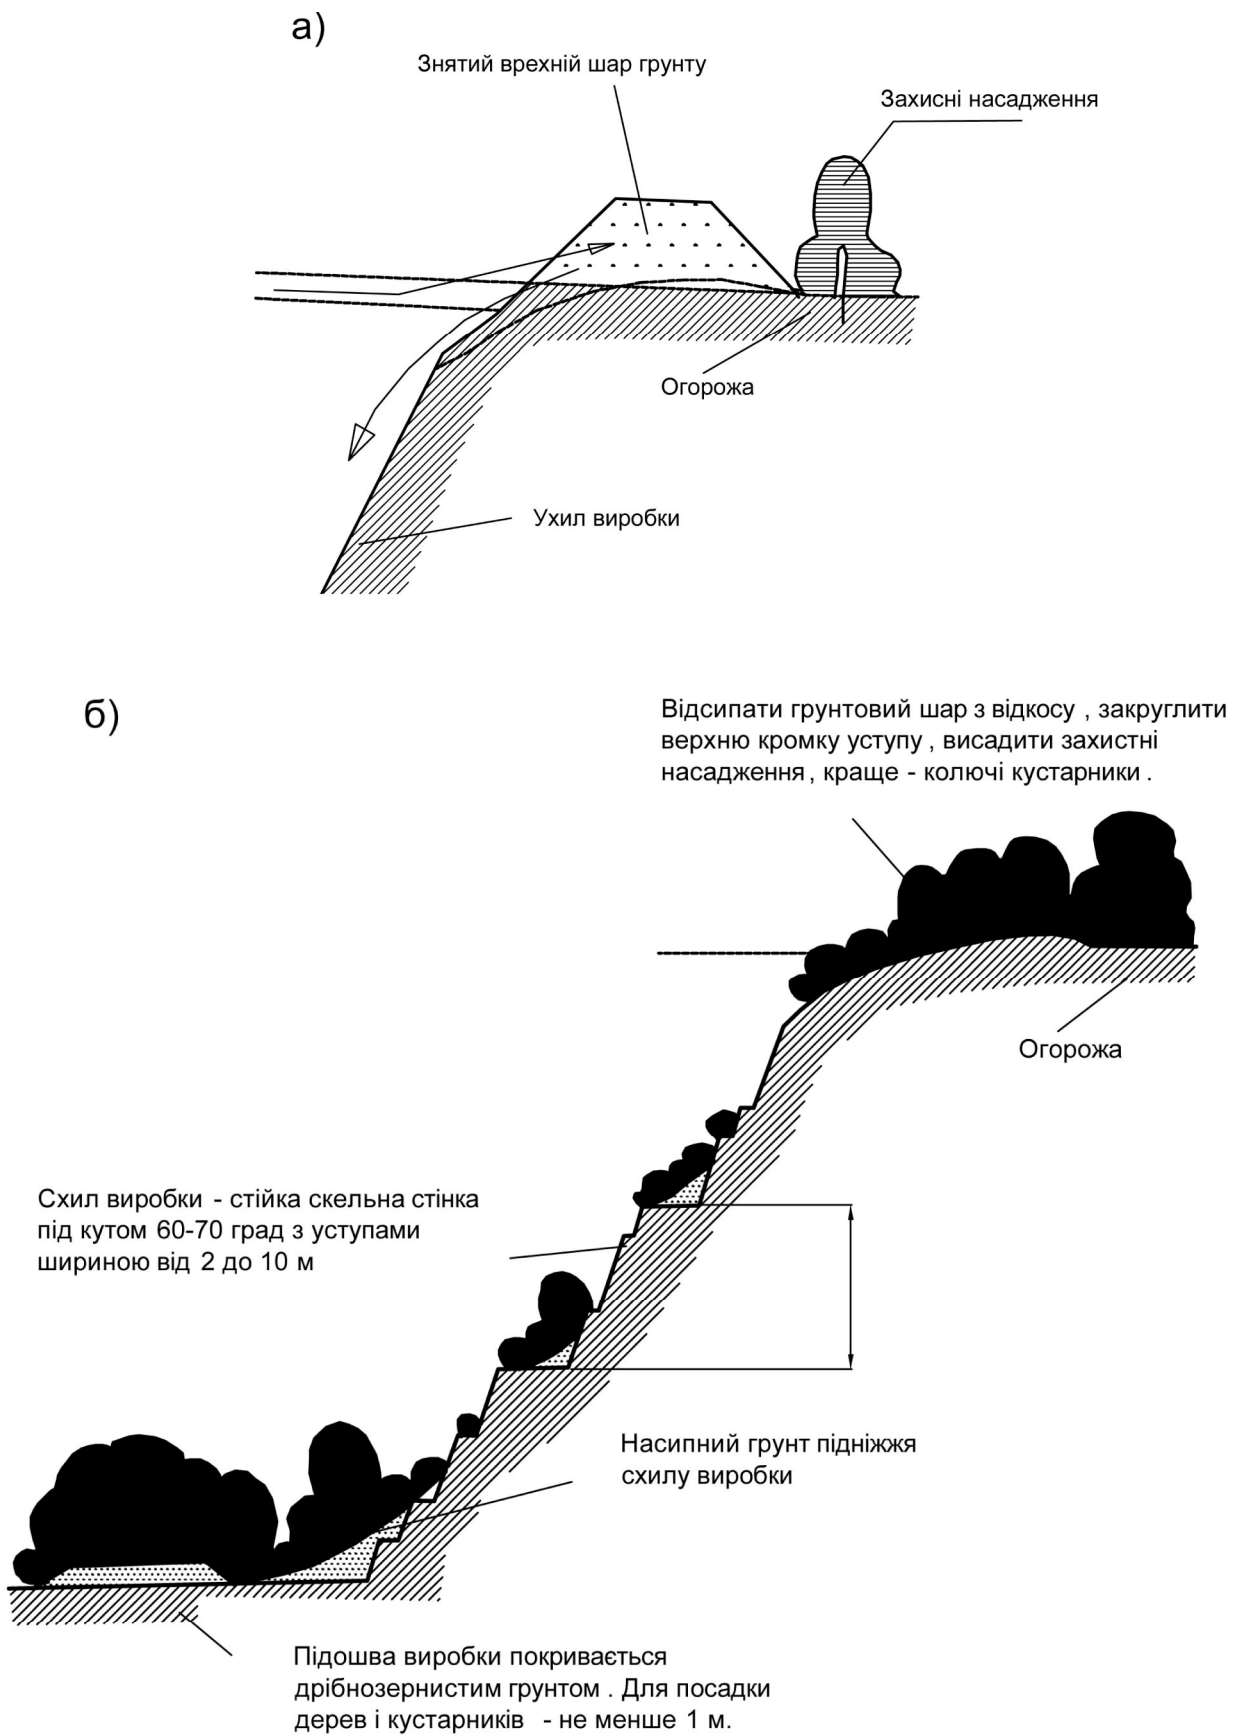 а)
Знятий врехній шар грунту
Захисні насадження
Огорожа
Ухил виробки
б)
Відсипати грунтовий шар з відкосу , закруглити
верхню кромку уступу , висадити захистні
насадження , краще - колючі кустарники .
Огорожа
Схил виробки - стійка скельна стінка
під кутом 60-70 град з уступами
шириною від 2 до 10 м
Насипний грунт підніжжя
схилу виробки
Підошва виробки покривається
дрібнозернистим грунтом . Для посадки
дерев і кустарників - не менше 1 м.